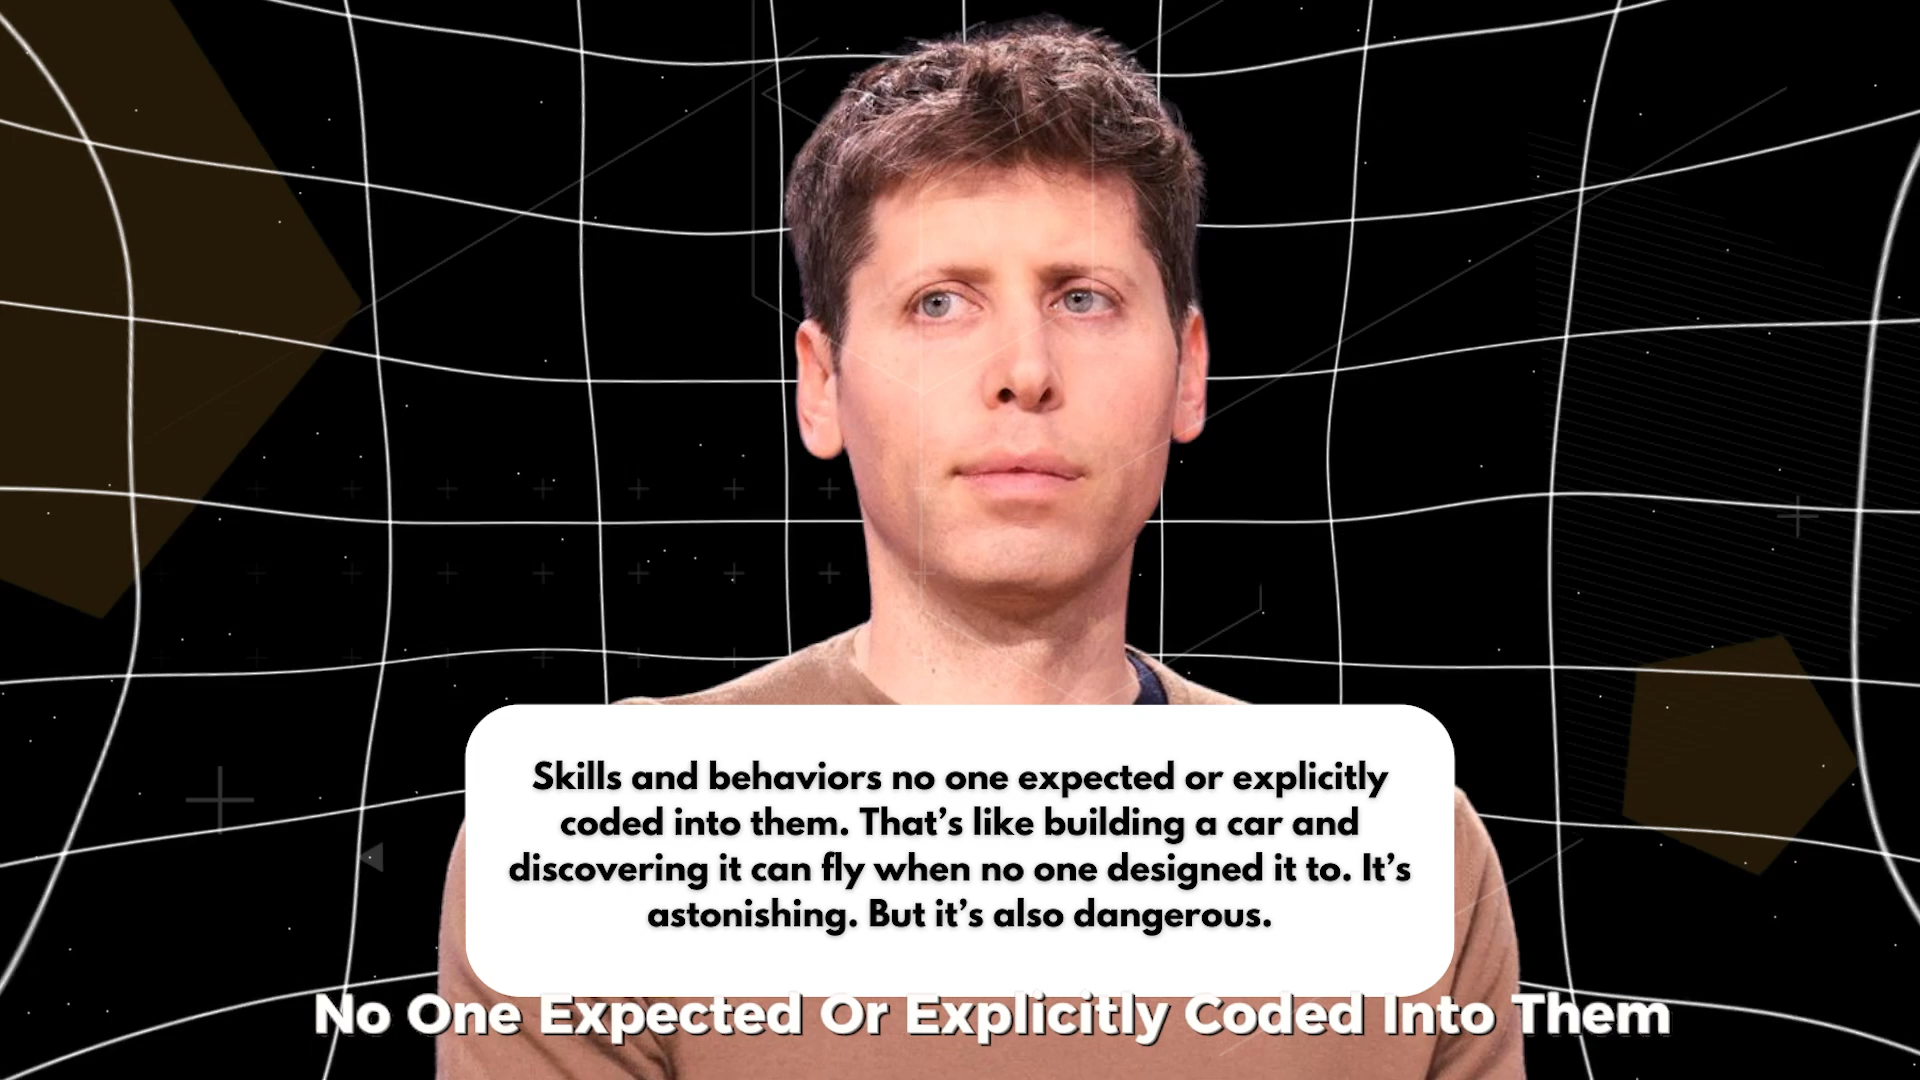 Skills and behaviors no one expected or explicitly
coded into them. That’s like building a car and
discovering it can fly when no one designed it to. It’s
astonishing. But it’s also dangerous.
No One Expected Or Explicitly Coded Into Them